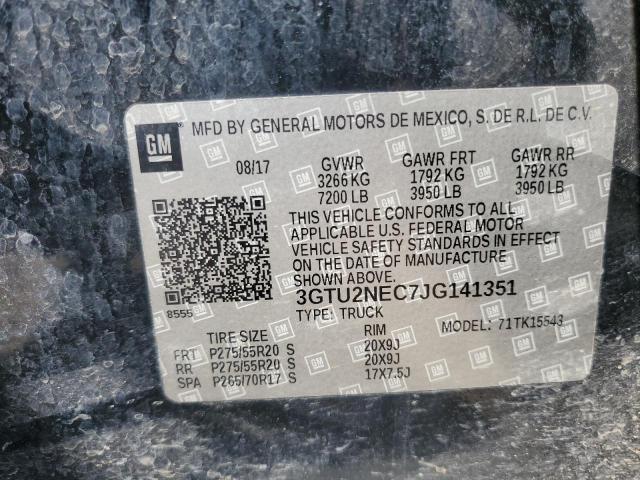 GM MFD BY GENERAL MOTORS DE MEXICO, S. DE R.L. DE C.V.
08/17 GVWR GAWR FRT GAWR RR
3266 KG 1792 KG 1792 KG
7200 LB 3950 LB 3950 LB
THIS VEHICLE CONFORMS TO ALL
APPLICABLE U.S. FEDERAL MOTOR
VEHICLE SAFETY STANDARDS IN EFFECT
ON THE DATE OF MANUFACTURE
SHOWN ABOVE.
8555 3GTU2NEC7JG141351
TYPE: TRUCK MODEL: 71TK15543
TIRE SIZE RIM
FRT P275/55R20 S 20X9J
RR P275/55R20 S 20X9J
SPA P265/70R17 S 17X7.5J